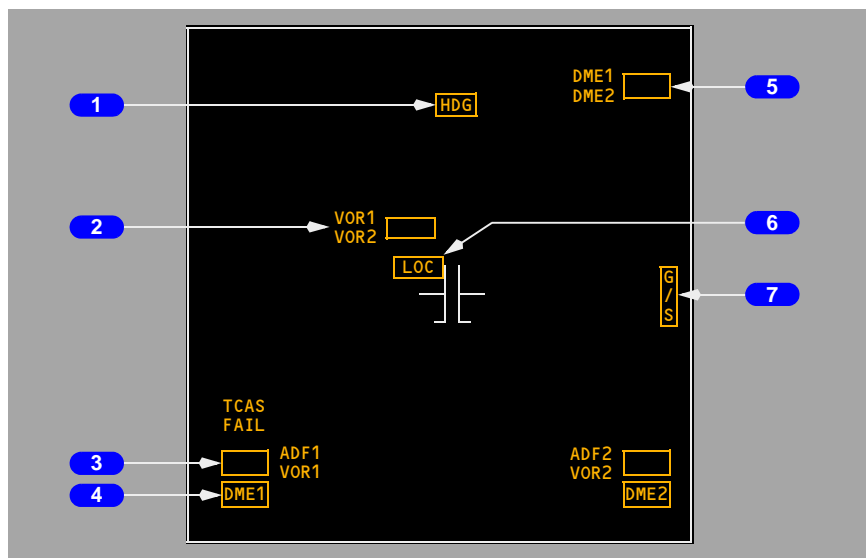 DME1
DME2
5
1
HDG
VOR1
VOR2
2
6
LOC
G
/
S
7
TCAS
FAIL
3
ADF1
VOR1
ADF2
VOR2
4
DME1
DME2